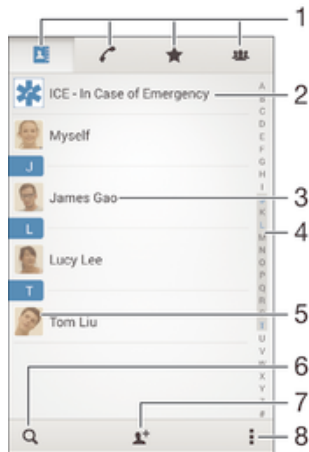 1
ICE - In Case of Emergency
2
Myself
J
James Gao
3
L
Lucy Lee
4
T
Tom Liu
5
6
7
8
A
B
C
D
E
F
G
H
I
J
K
L
M
N
O
P
Q
R
S
T
U
V
W
X
Y
Z
#